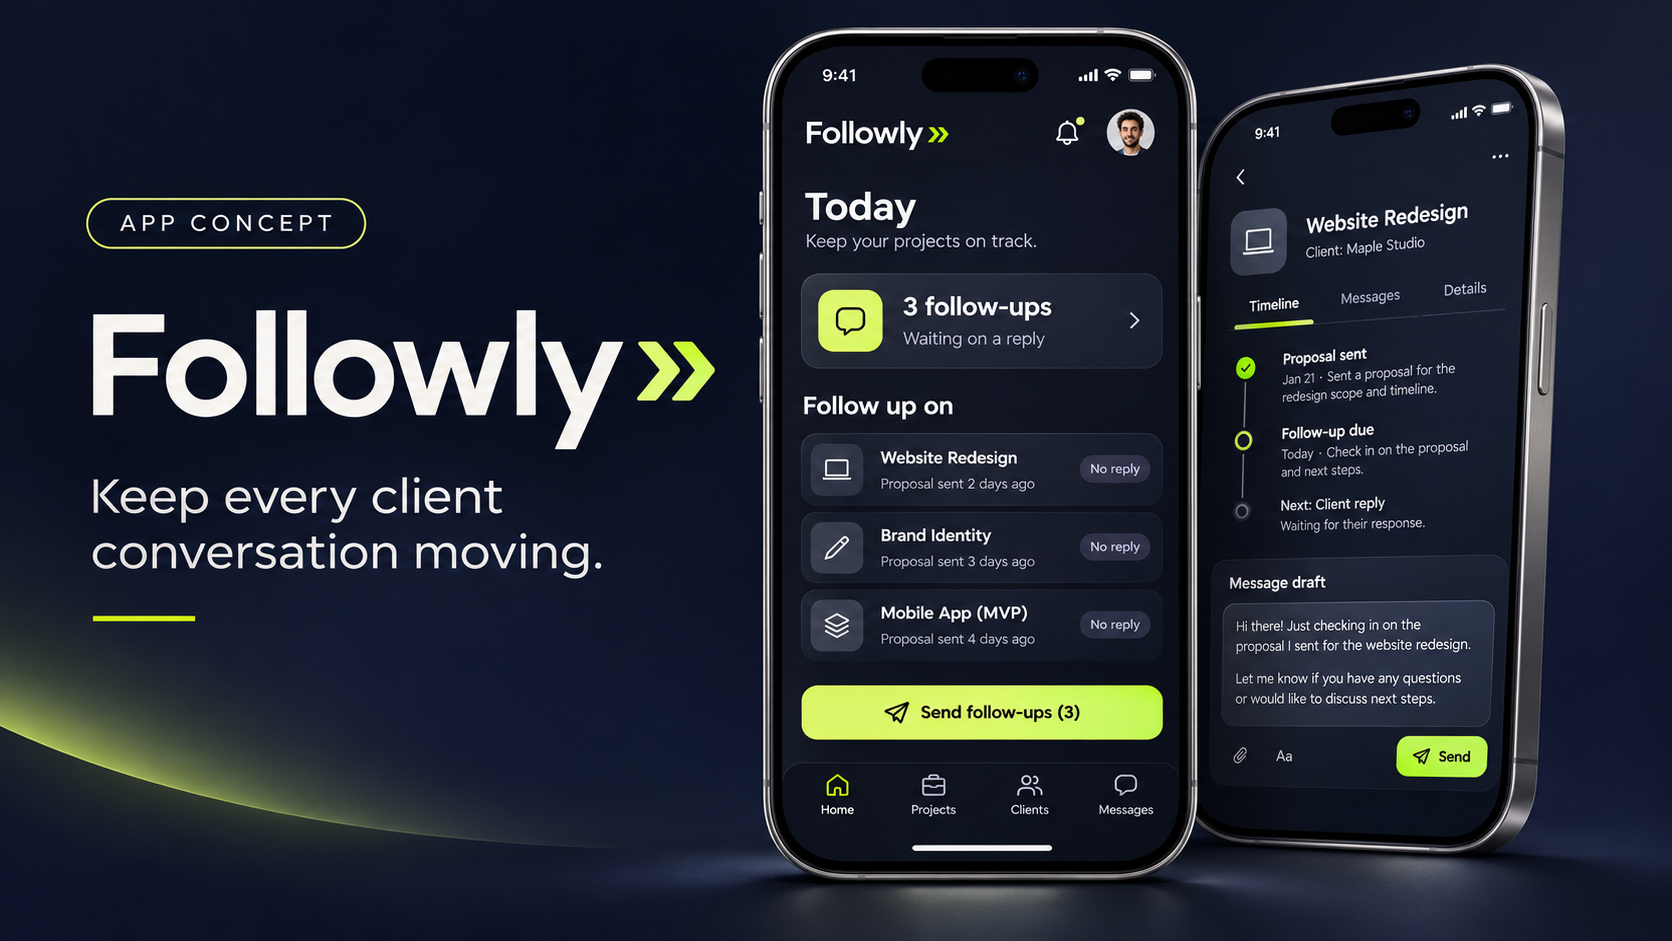 APP CONCEPT
Followly
Keep every client
conversation moving.
9:41
Followly
Today
Keep your projects on track.
3 follow-ups
Waiting on a reply
Follow up on
Website Redesign
Proposal sent 2 days ago
No reply
Brand Identity
Proposal sent 3 days ago
No reply
Mobile App (MVP)
Proposal sent 4 days ago
No reply
Send follow-ups (3)
Home
Projects
Clients
Messages
9:41
Website Redesign
Client: Maple Studio
Timeline
Messages
Details
Proposal sent
Jan 21 · Sent a proposal for the
redesign scope and timeline.
Follow-up due
Today · Check in on the proposal
and next steps.
Next: Client reply
Waiting for their response.
Message draft
Hi there! Just checking in on the
proposal I sent for the website redesign.
Let me know if you have any questions
or would like to discuss next steps.
Aa
Send